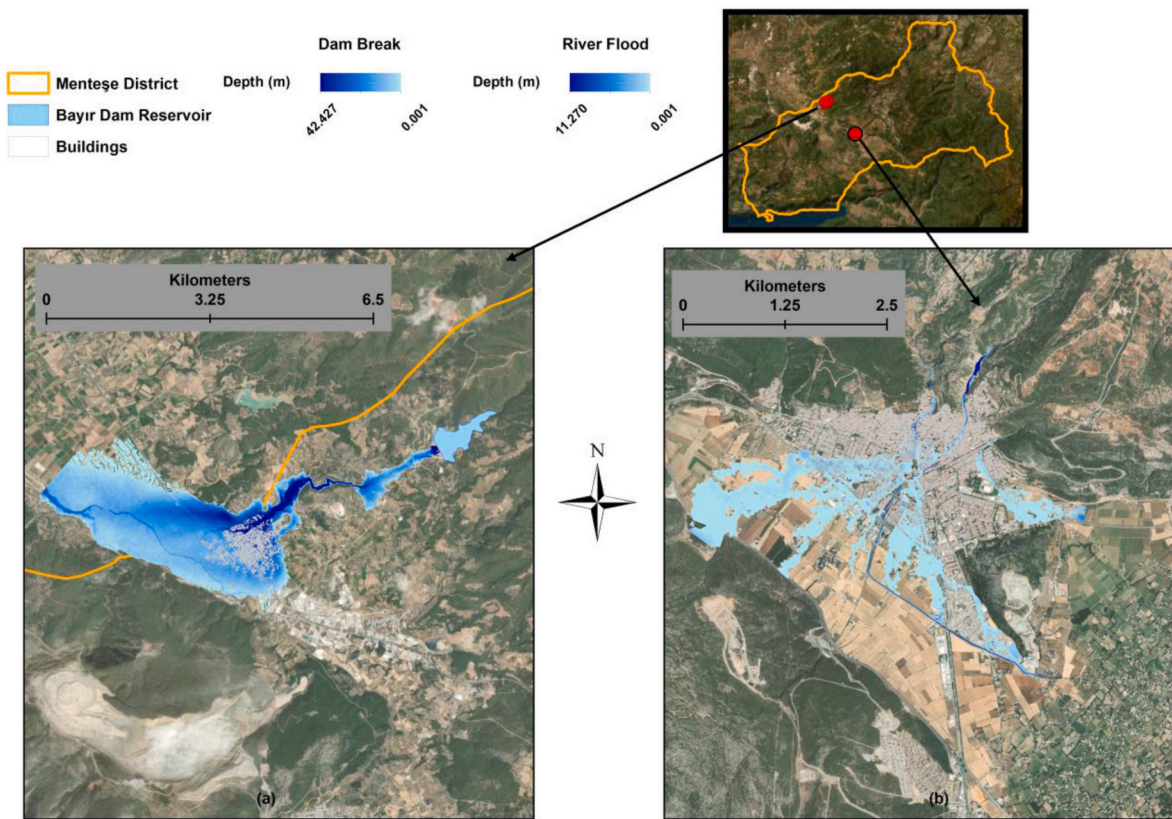 Dam Break
River Flood
Depth (m)
42.427
0.001
Depth (m)
11.270
0.001
Menteşe District
Bayır Dam Reservoir
Buildings
Kilometers
0
3.25
6.5
Kilometers
0
1.25
2.5
N
(a)
(b)